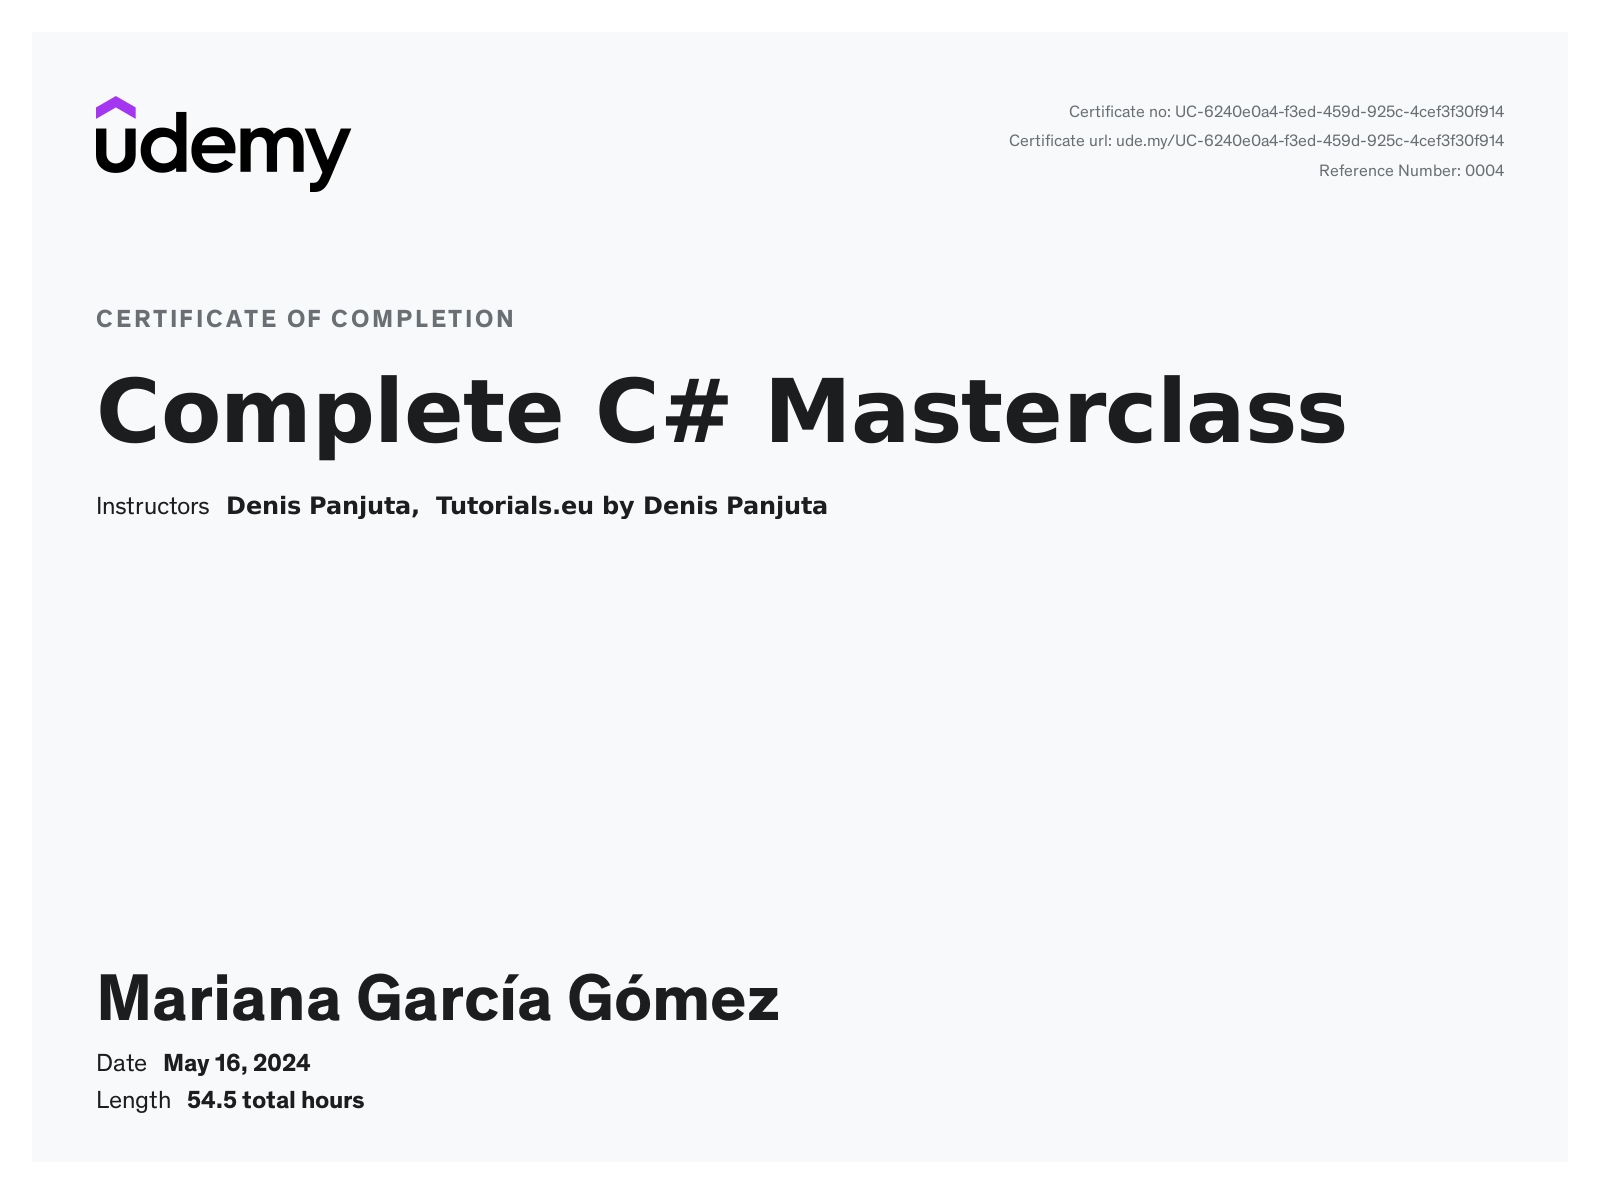 udemy
Certificate no: UC-6240e0a4-f3ed-459d-925c-4cef3f30f914
Certificate url: ude.my/UC-6240e0a4-f3ed-459d-925c-4cef3f30f914
Reference Number: 0004
CERTIFICATE OF COMPLETION
Complete C# Masterclass
Instructors Denis Panjuta, Tutorials.eu by Denis Panjuta
Mariana García Gómez
Date May 16, 2024
Length 54.5 total hours